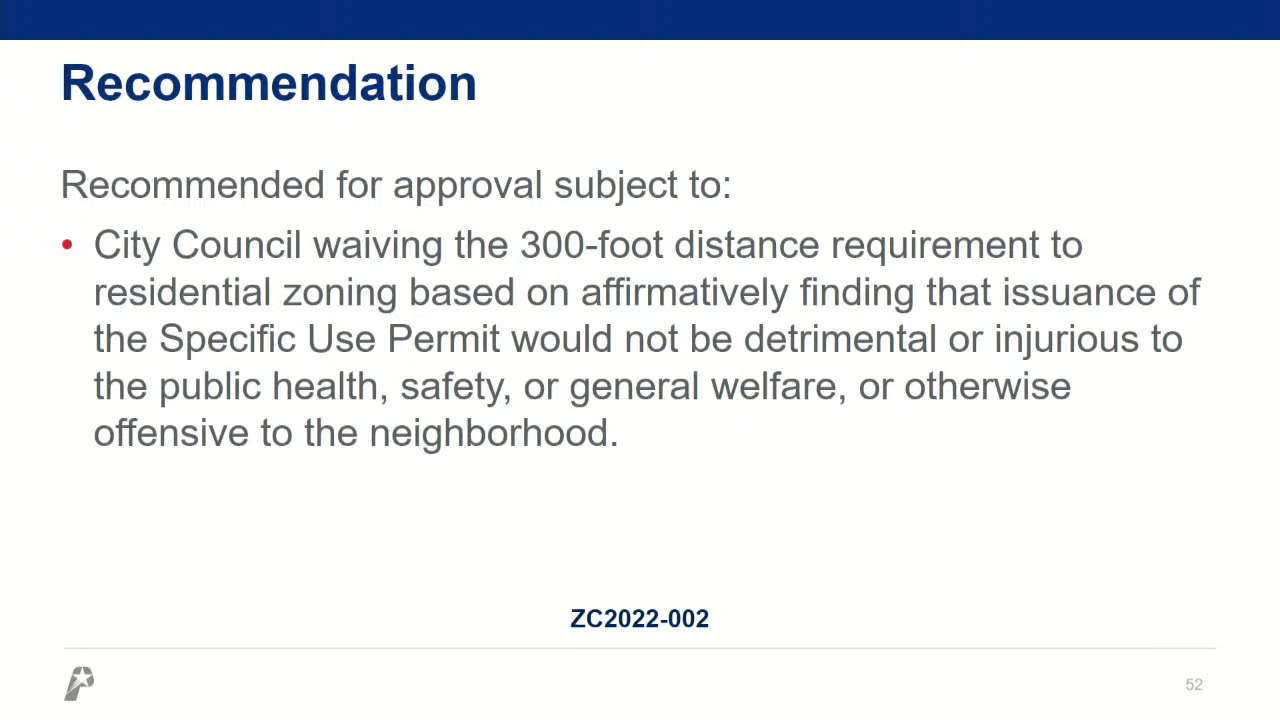 Recommendation
Recommended for approval subject to:
• City Council waiving the 300-foot distance requirement to
residential zoning based on affirmatively finding that issuance of
the Specific Use Permit would not be detrimental or injurious to
the public health, safety, or general welfare, or otherwise
offensive to the neighborhood.
ZC2022-002
52